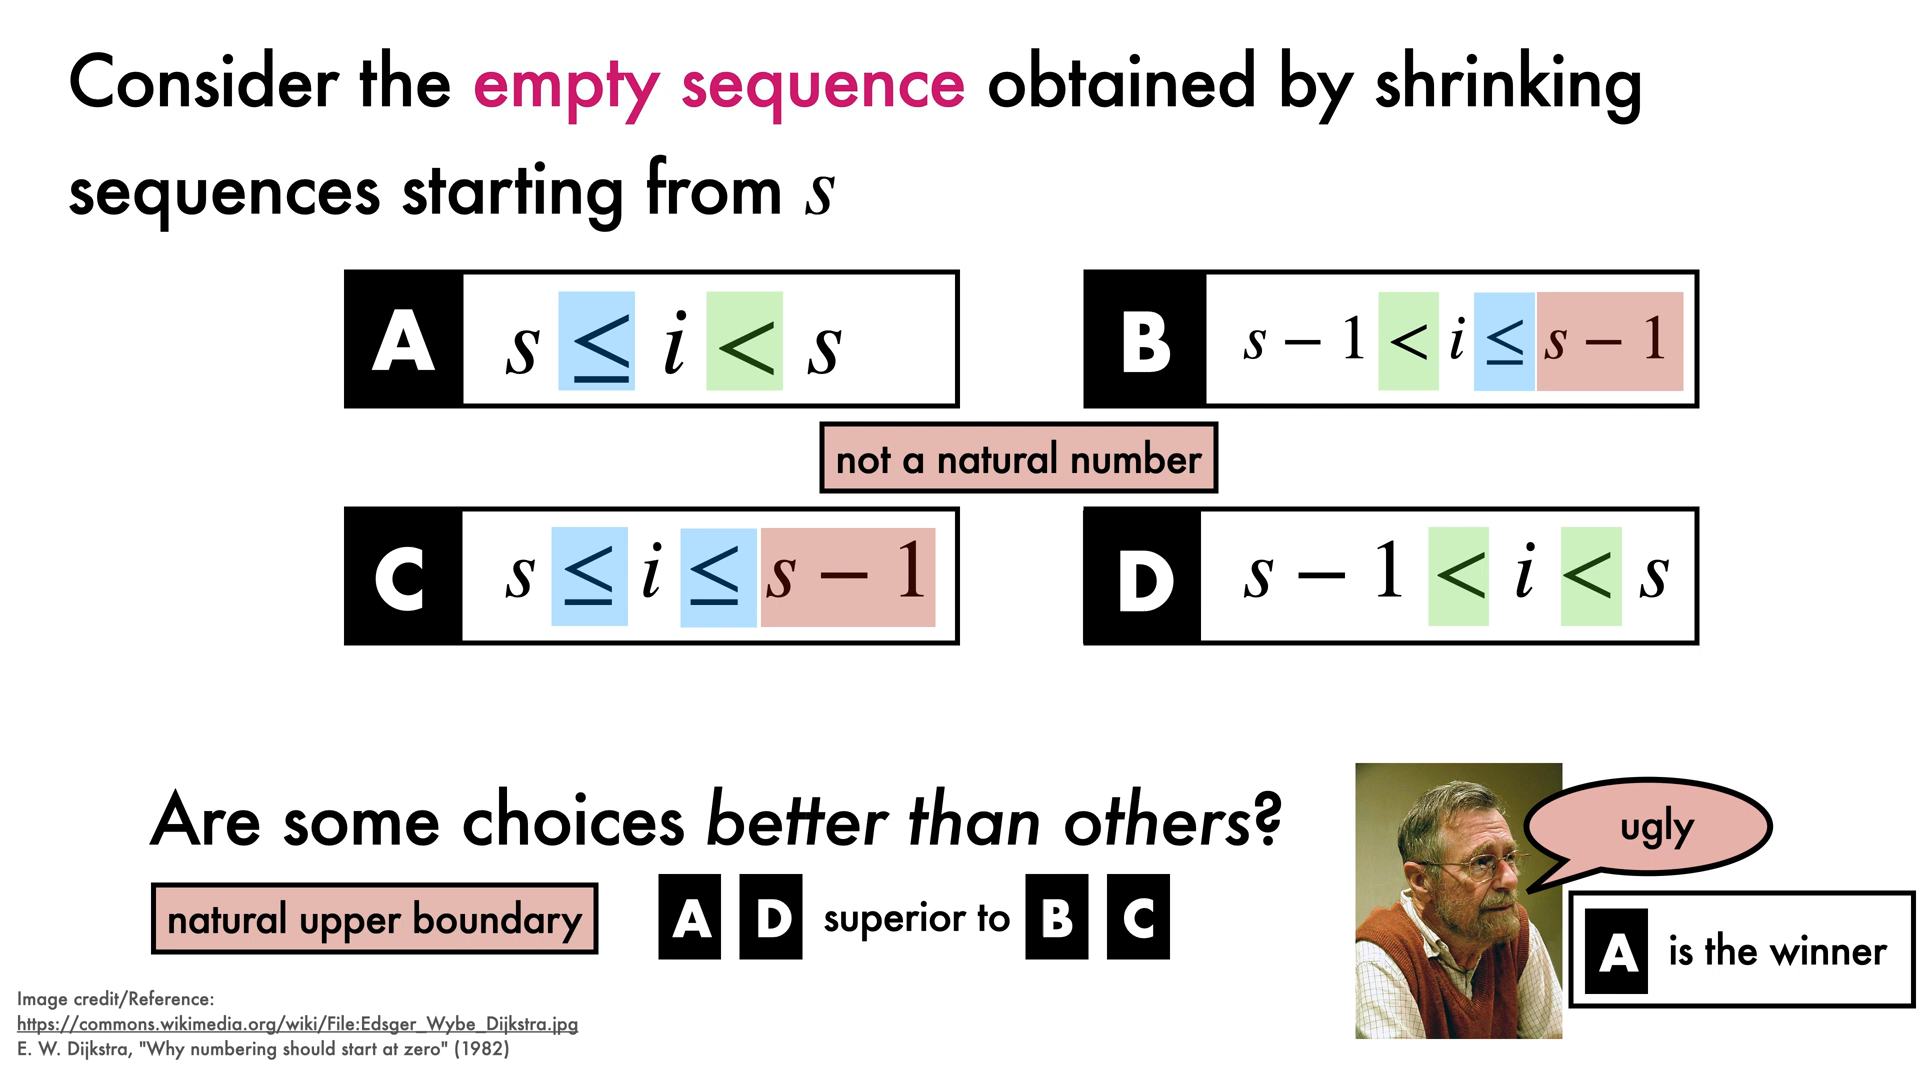 Consider the empty sequence obtained by shrinking
sequences starting from s
A s ≤ i < s
B s − 1 < i ≤ s − 1
not a natural number
C s ≤ i ≤ s − 1
D s − 1 < i < s
Are some choices better than others?
ugly
natural upper boundary
A D superior to B C
A is the winner
Image credit/Reference:
https://commons.wikimedia.org/wiki/File:Edsger_Wybe_Dijkstra.jpg
E. W. Dijkstra, "Why numbering should start at zero" (1982)